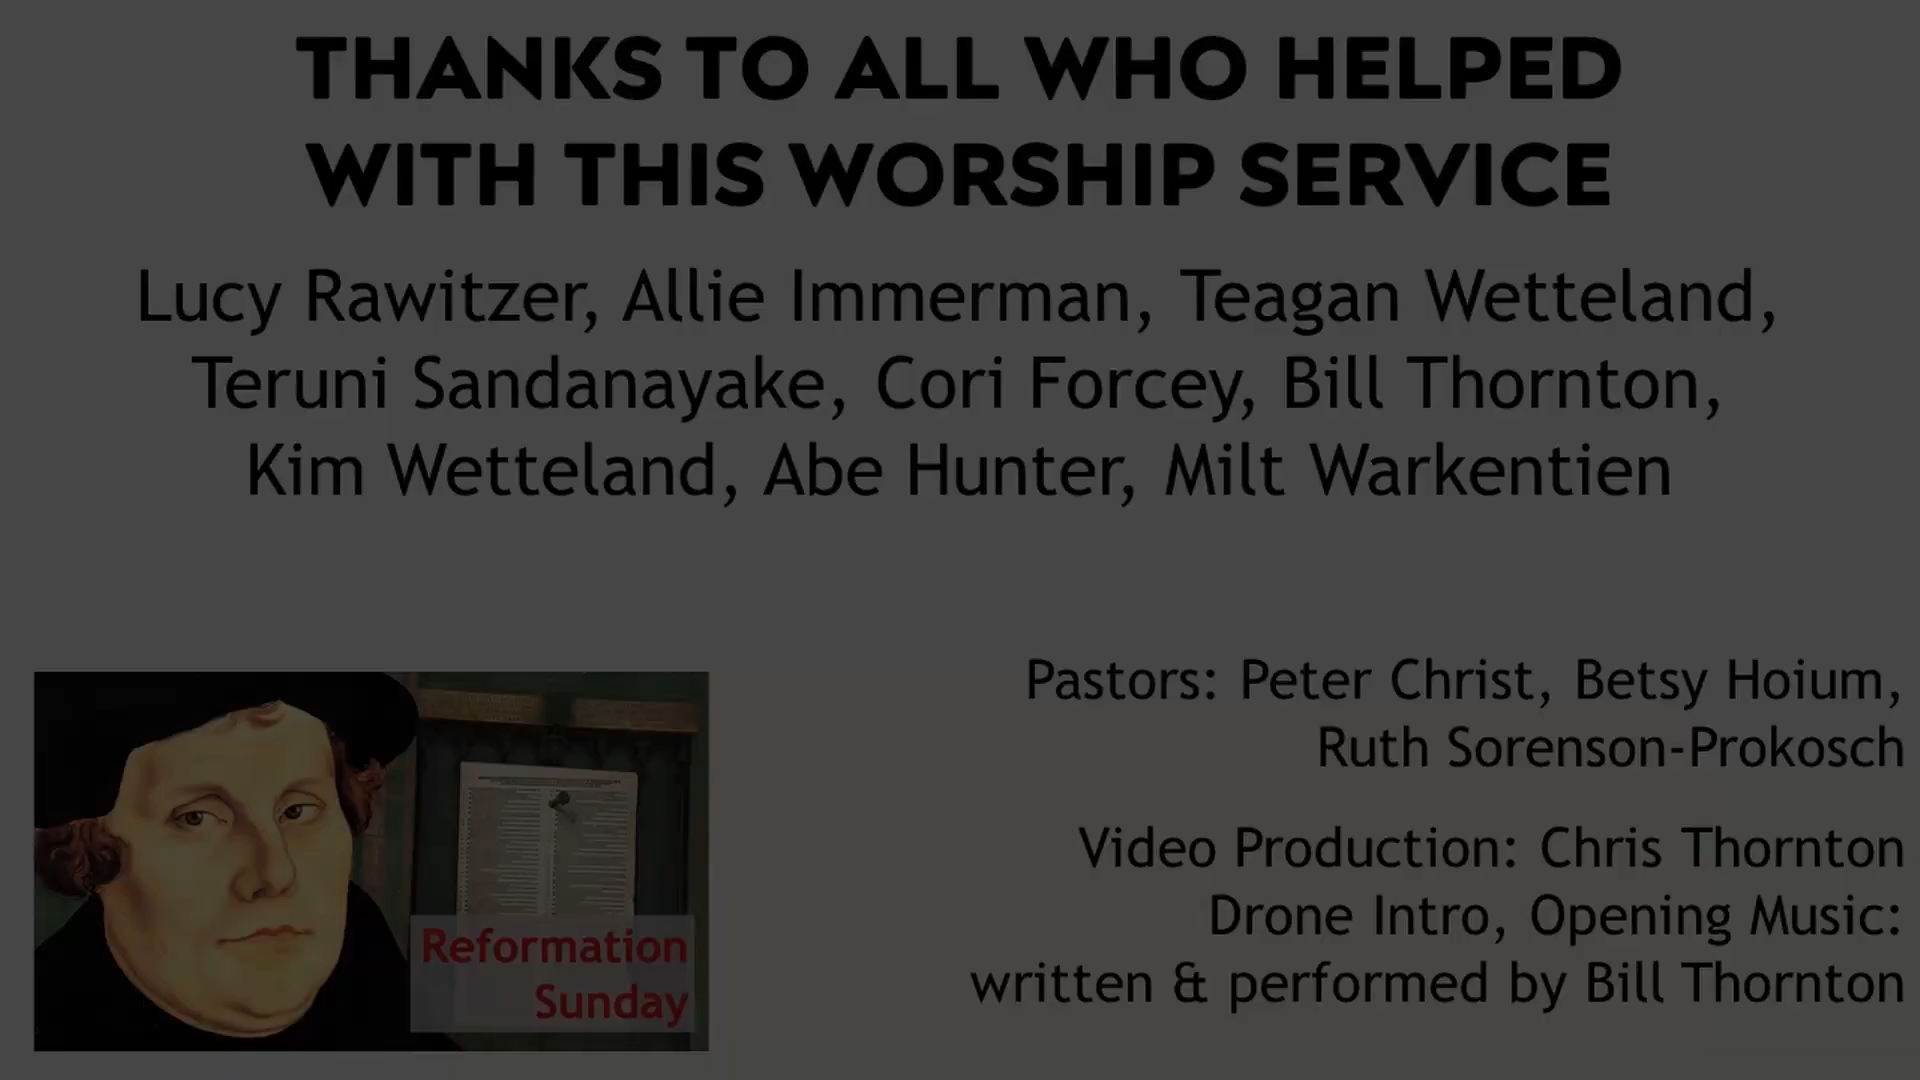 THANKS TO ALL WHO HELPED
WITH THIS WORSHIP SERVICE
Lucy Rawitzer, Allie Immerman, Teagan Wetteland,
Teruni Sandanayake, Cori Forcey, Bill Thornton,
Kim Wetteland, Abe Hunter, Milt Warkentien
Pastors: Peter Christ, Betsy Hoium,
Ruth Sorenson-Prokosch
Video Production: Chris Thornton
Drone Intro, Opening Music:
written & performed by Bill Thornton
Reformation
Sunday